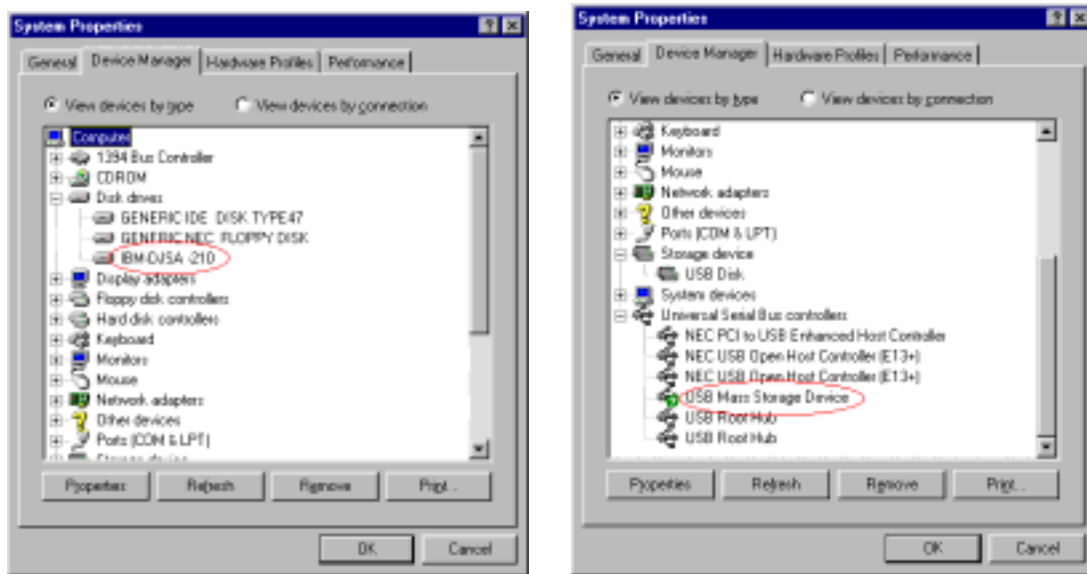 System Properties
General Device Manager Hardware Profiles Performance
View devices by type View devices by connection
Computer
1394 Bus Controller
CDROM
Disk drives
GENERIC IDE DISK TYPE47
GENERIC NEC FLOPPY DISK
IBM-DJSA-210
Display adapters
Floppy disk controllers
Hard disk controllers
Keyboard
Monitors
Mouse
Network adapters
Other devices
Ports (COM & LPT)
Storage device
Properties Refresh Remove Print...
OK Cancel
System Properties
General Device Manager Hardware Profiles Performance
View devices by type View devices by connection
Keyboard
Monitors
Mouse
Network adapters
Other devices
Ports (COM & LPT)
Storage device
USB Disk
System devices
Universal Serial Bus controllers
NEC PCI to USB Enhanced Host Controller
NEC USB Open Host Controller (E13+)
NEC USB Open Host Controller (E13+)
USB Mass Storage Device
USB Root Hub
USB Root Hub
Properties Refresh Remove Print...
OK Cancel